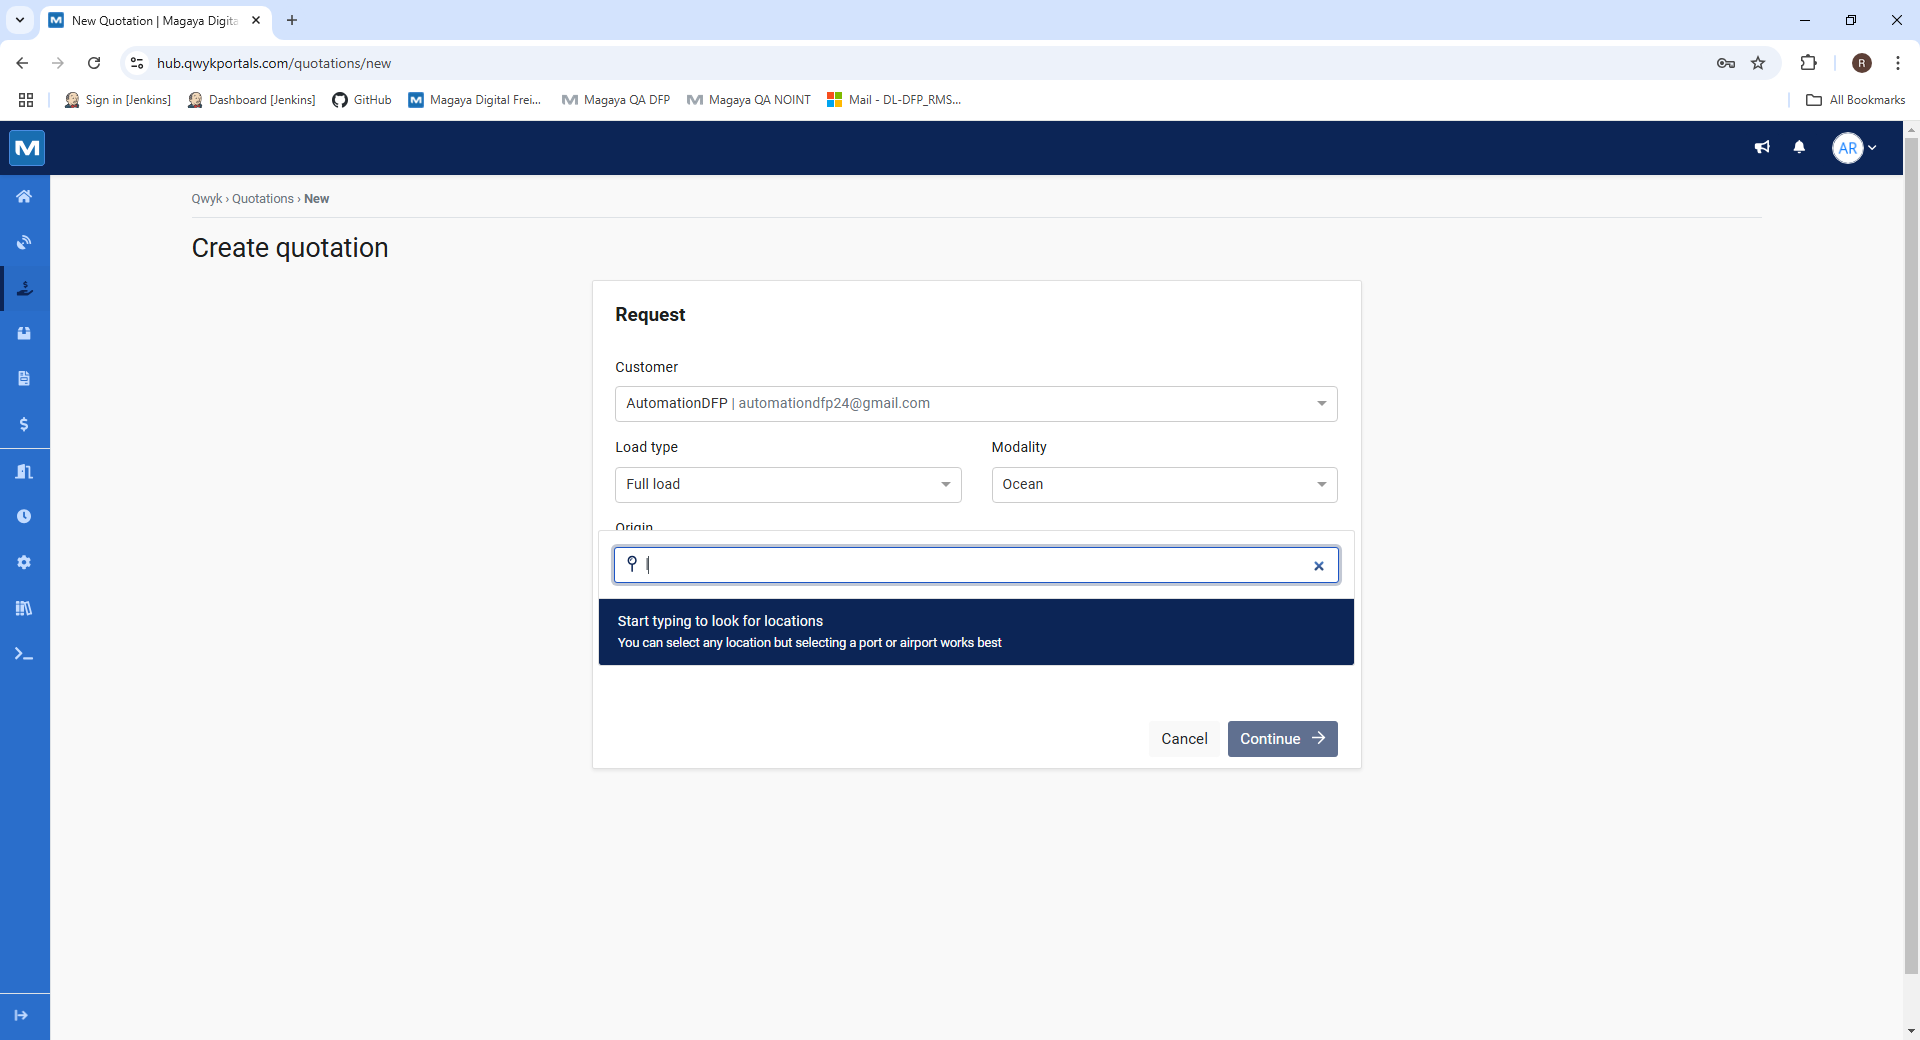 New Quotation | Magaya Digita
hub.qwykportals.com/quotations/new
R
Sign in [Jenkins]
Dashboard [Jenkins]
GitHub
Magaya Digital Frei...
Magaya QA DFP
Magaya QA NOINT
Mail - DL-DFP_RMS...
All Bookmarks
AR
Qwyk › Quotations › New
Create quotation
Request
Customer
AutomationDFP | automationdfp24@gmail.com
Load type
Modality
Full load
Ocean
Origin
Start typing to look for locations
You can select any location but selecting a port or airport works best
Cancel
Continue